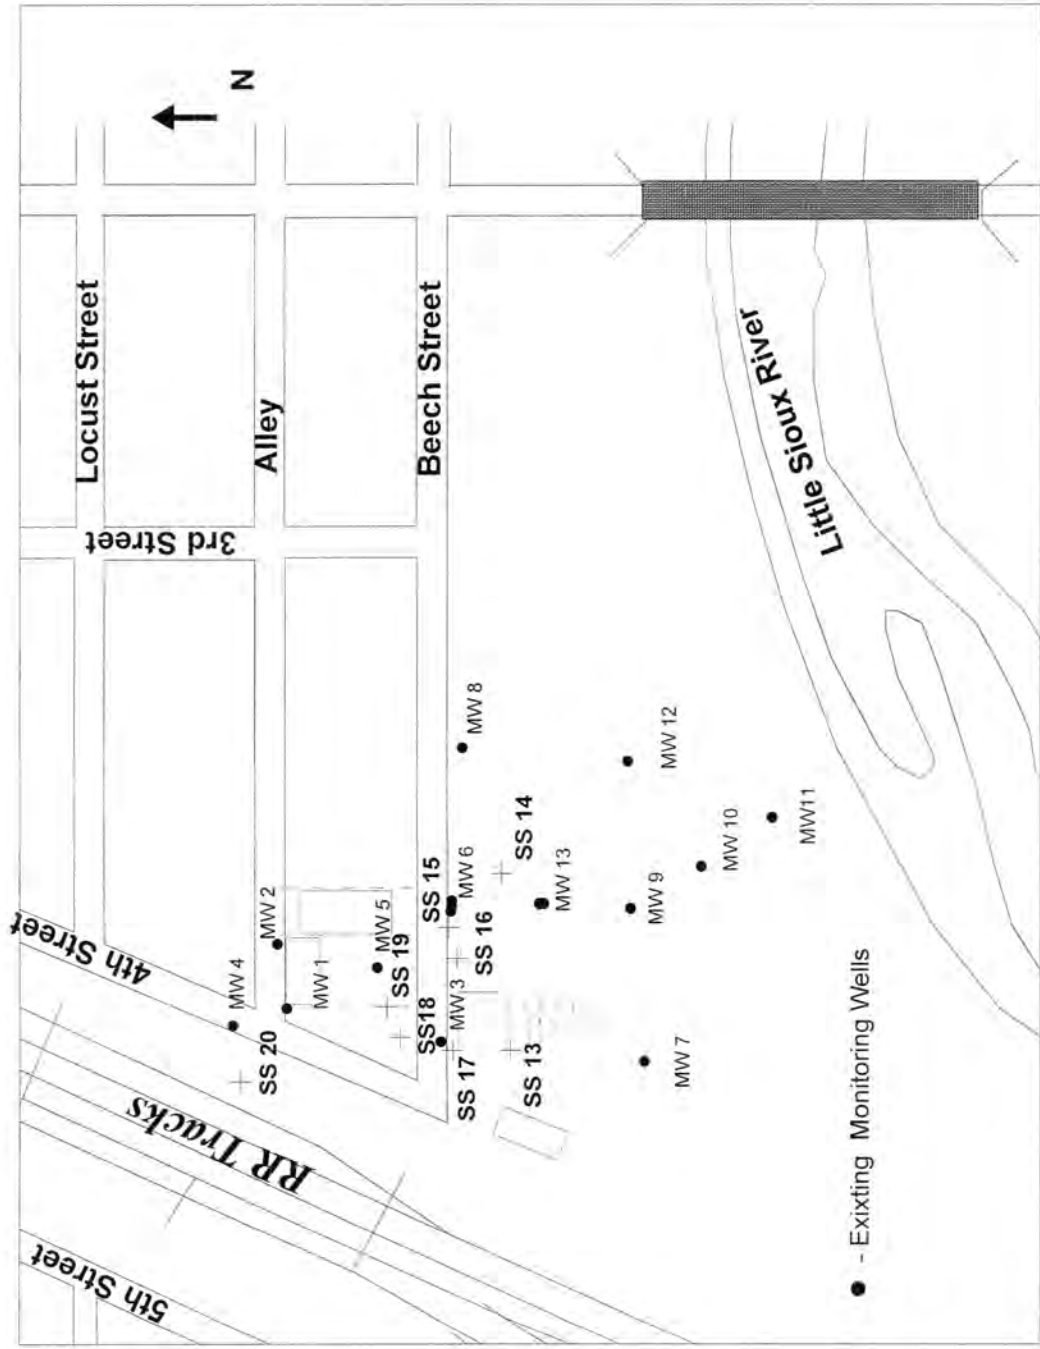 N
Locust Street
Alley
Beech Street
3rd Street
4th Street
5th Street
RR Tracks
Little Sioux River
MW 4
MW 2
MW 1
MW 5
SS 20
SS 19
SS18
MW 3
SS 17
SS 13
SS 16
SS 15
MW 6
SS 14
MW 13
MW 8
MW 12
MW 10
MW11
MW 9
MW 7
- Exixting Monitoring Wells